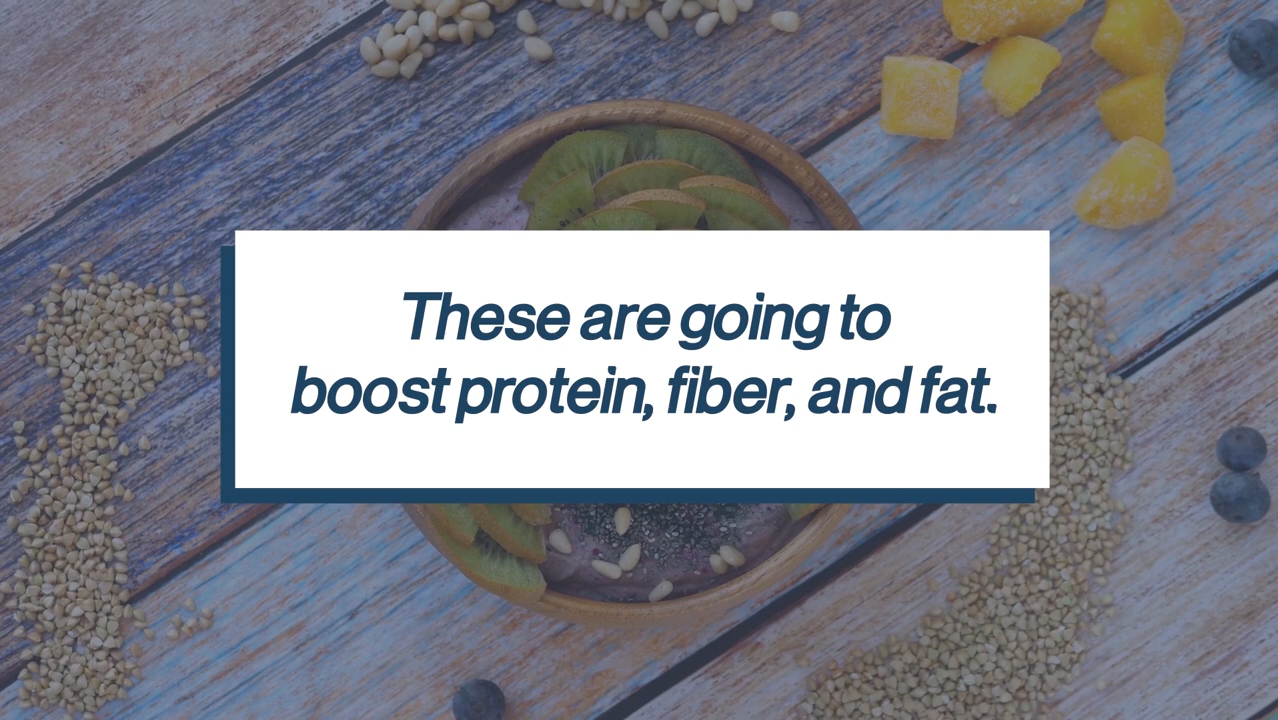 These are going to
boost protein, fiber, and fat.